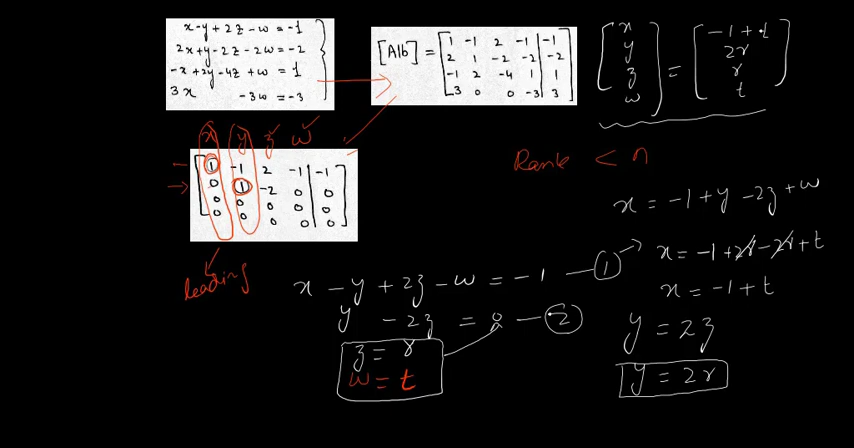 x-y+2z-w=-1
2x+y-2z-2w=-2
-x+2y-4z+w=1
3x -3w=-3
[A|b] = [1 -1 2 -1 | -1
2 1 -2 -2 | -2
-1 2 -4 1 | 1
3 0 0 -3 | 3]
[x
y
z
w] = [-1+t
2r
r
t]
x y z w
[1 -1 2 -1 | -1
0 1 -2 0 | 0
0 0 0 0 | 0
0 0 0 0 | 0]
leading
Rank < n
x - y + 2z - w = -1 — ①
y - 2z = 0 — ②
z = r
w = t
x = -1+y-2z+w
x = -1+2r-2r+t
x = -1+t
y = 2z
y = 2r